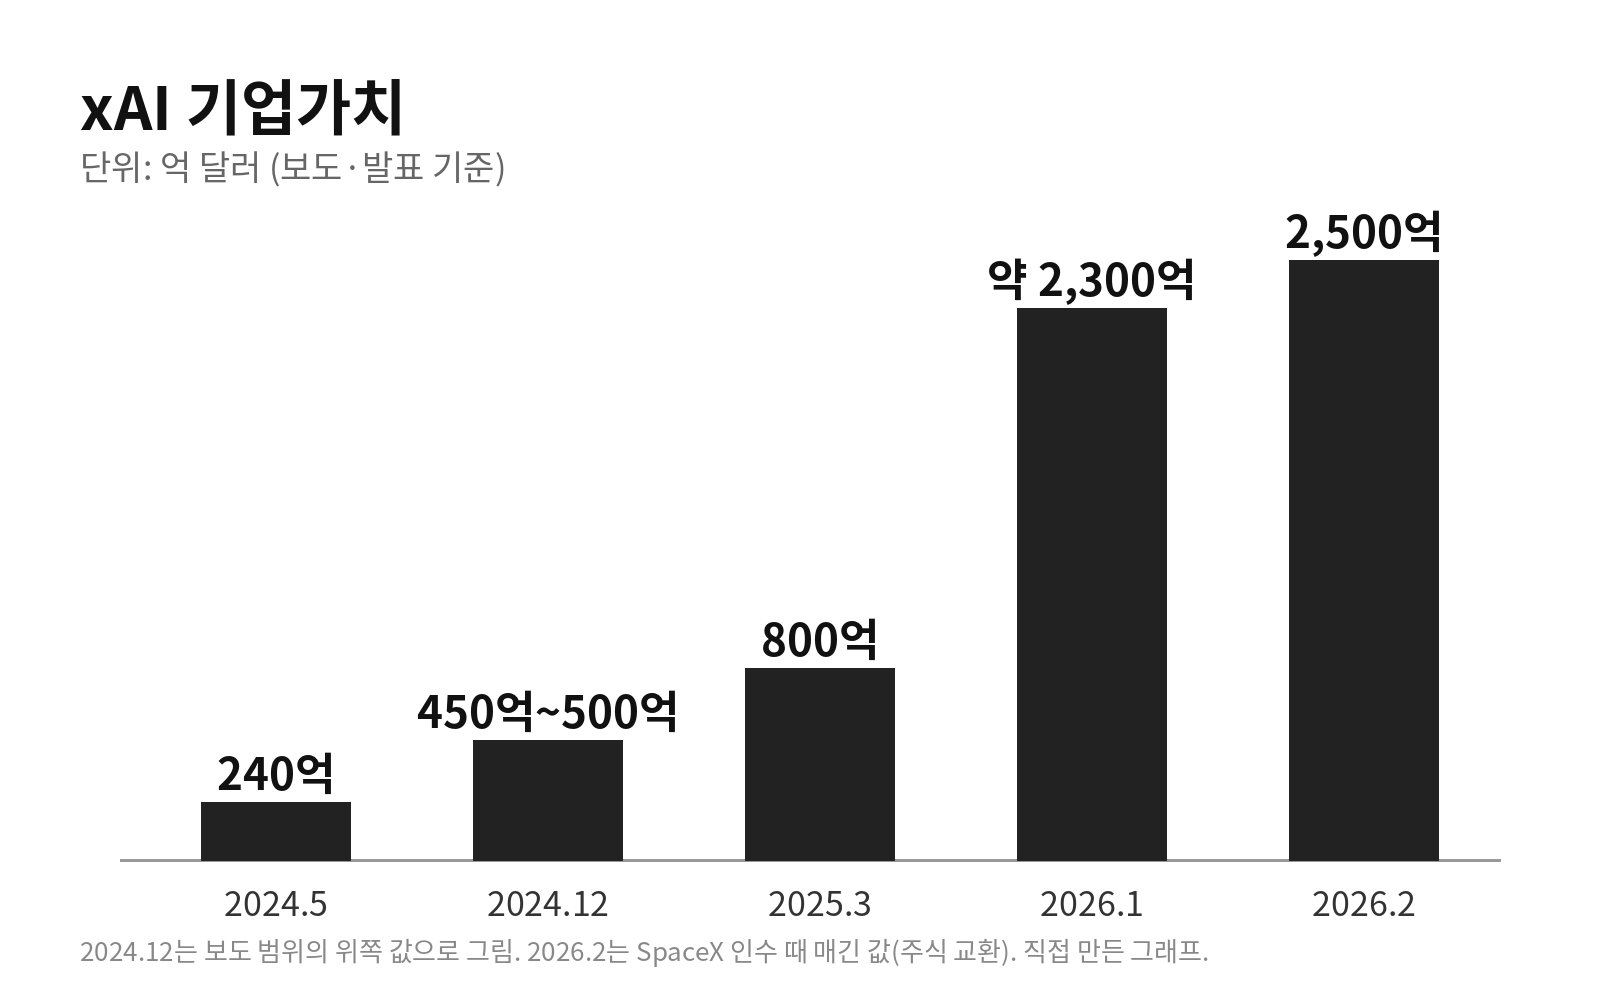 xAI 기업가치
단위: 억 달러 (보도·발표 기준)
2,500억
약 2,300억
800억
450억~500억
240억
2024.5
2024.12
2025.3
2026.1
2026.2
2024.12는 보도 범위의 위쪽 값으로 그림. 2026.2는 SpaceX 인수 때 매긴 값(주식 교환). 직접 만든 그래프.